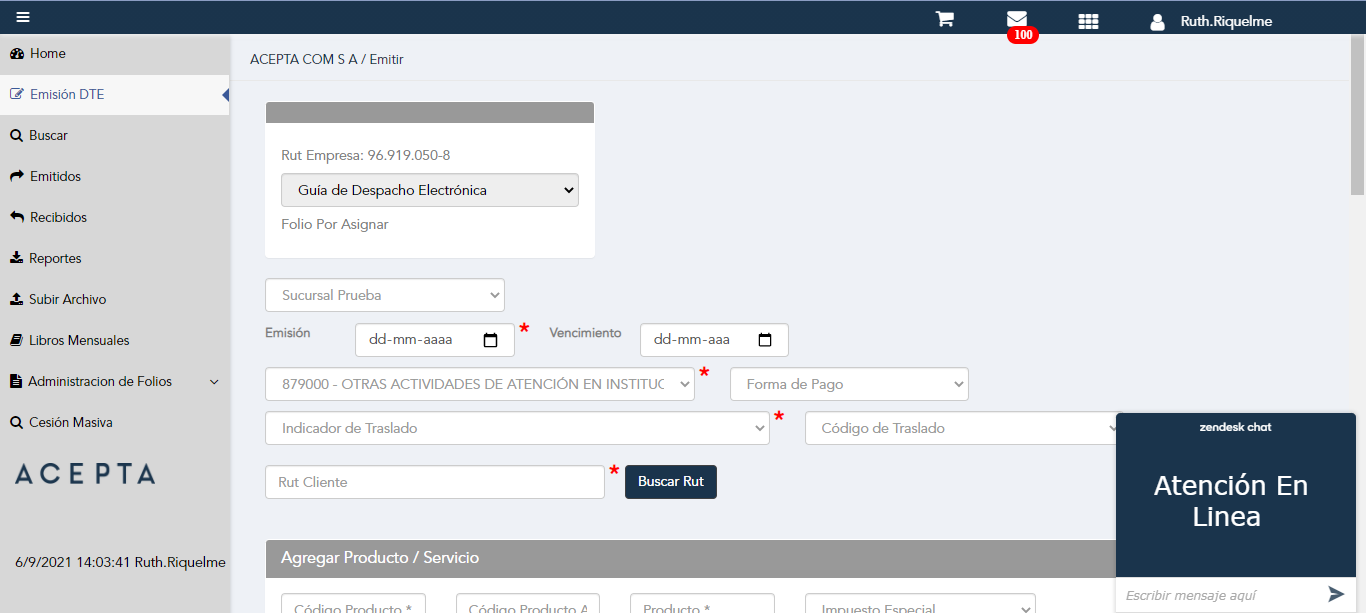 100
Ruth.Riquelme
Home
Emisión DTE
Buscar
Emitidos
Recibidos
Reportes
Subir Archivo
Libros Mensuales
Administracion de Folios
Cesión Masiva
ACEPTA
6/9/2021 14:03:41 Ruth.Riquelme
ACEPTA COM S A / Emitir
Rut Empresa: 96.919.050-8
Guía de Despacho Electrónica
Folio Por Asignar
Sucursal Prueba
Emisión dd-mm-aaaa * Vencimiento dd-mm-aaa
879000 - OTRAS ACTIVIDADES DE ATENCIÓN EN INSTITUC * Forma de Pago
Indicador de Traslado * Código de Traslado
Rut Cliente * Buscar Rut
Agregar Producto / Servicio
Código Producto * Código Producto A Producto * Impuesto Especial
zendesk chat
Atención En
Linea
Escribir mensaje aquí